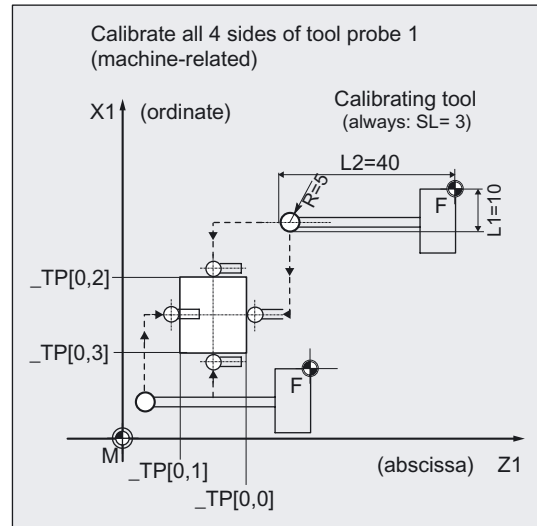 Calibrate all 4 sides of tool probe 1
(machine-related)
X1 (ordinate)
Calibrating tool
(always: SL= 3)
L2=40
R=5
F
L1=10
_TP[0,2]
_TP[0,3]
F
M
_TP[0,1]
(abscissa) Z1
_TP[0,0]